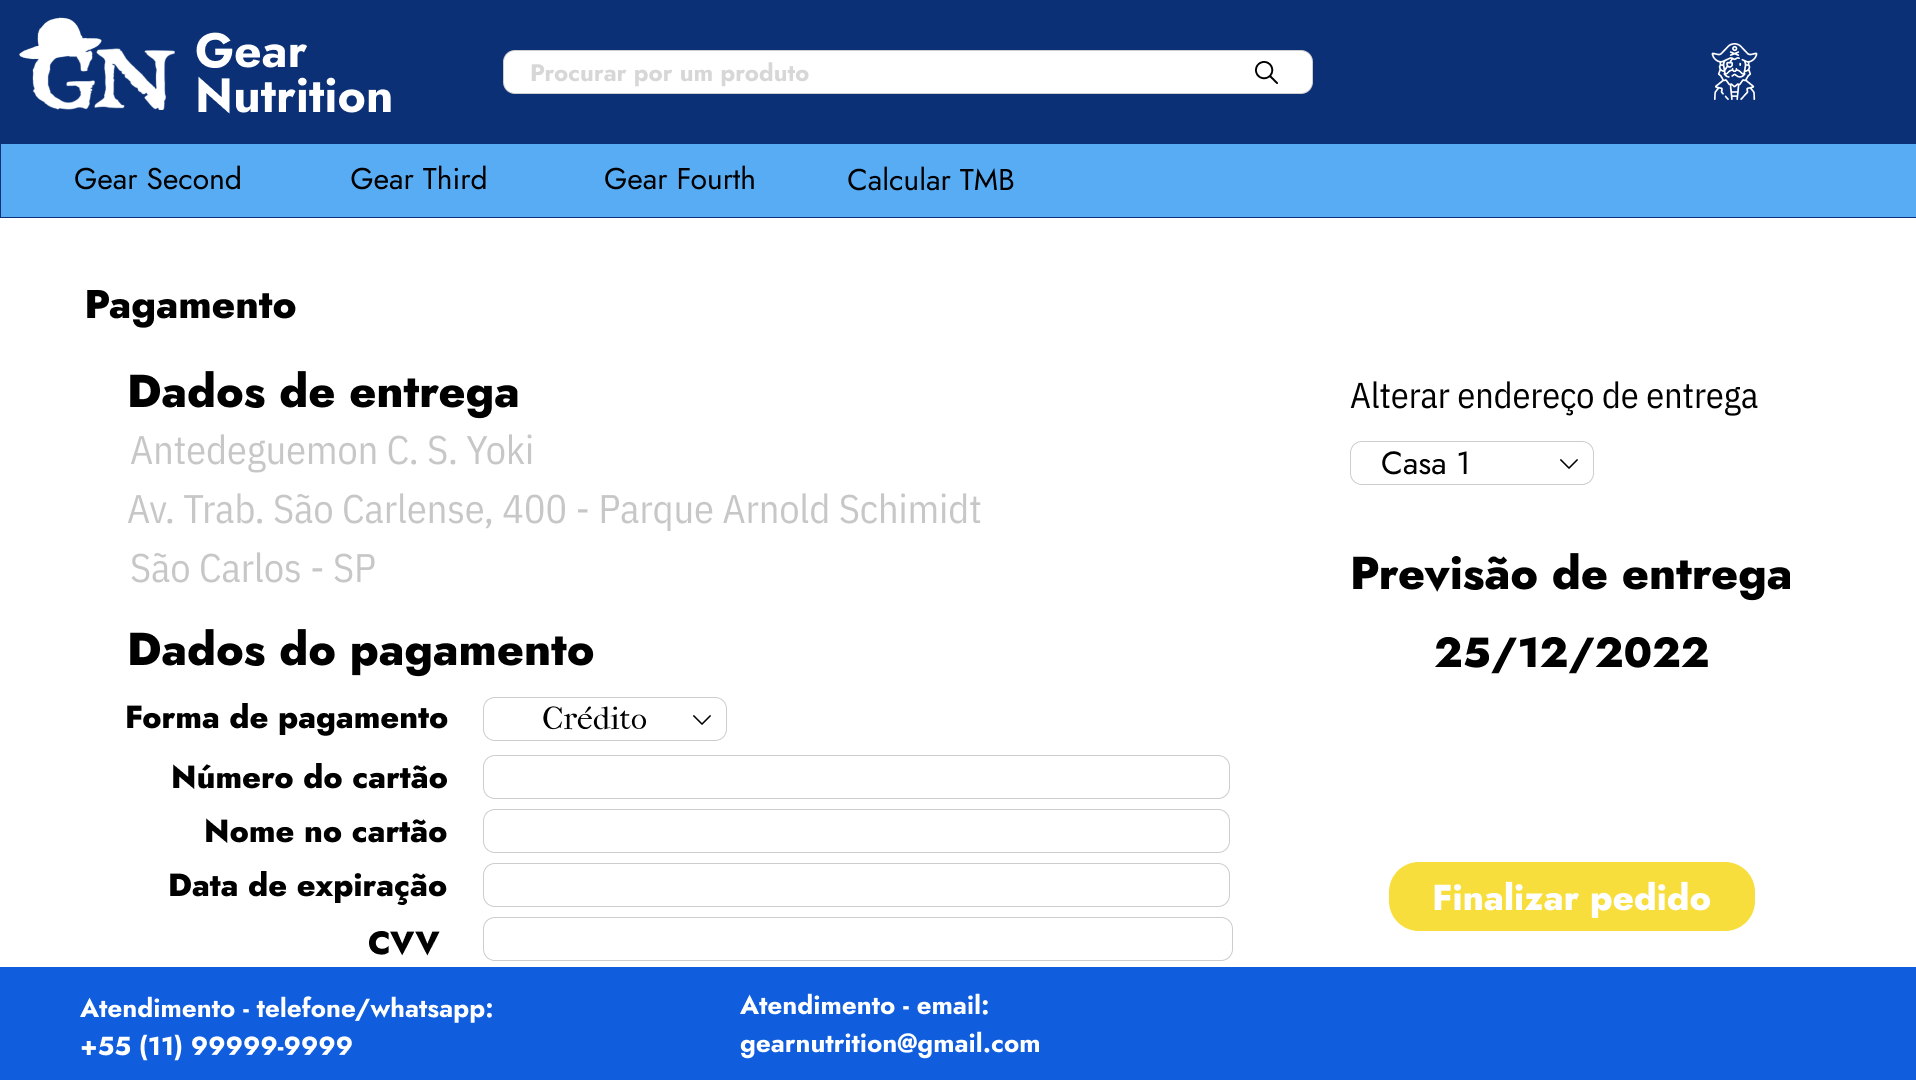 GN
Gear
Nutrition
Procurar por um produto
Gear Second
Gear Third
Gear Fourth
Calcular TMB
Pagamento
Dados de entrega
Antedeguemon C. S. Yoki
Av. Trab. São Carlense, 400 - Parque Arnold Schimidt
São Carlos - SP
Alterar endereço de entrega
Casa 1
Previsão de entrega
25/12/2022
Dados do pagamento
Forma de pagamento
Crédito
Número do cartão
Nome no cartão
Data de expiração
CVV
Finalizar pedido
Atendimento - telefone/whatsapp:
+55 (11) 99999-9999
Atendimento - email:
gearnutrition@gmail.com